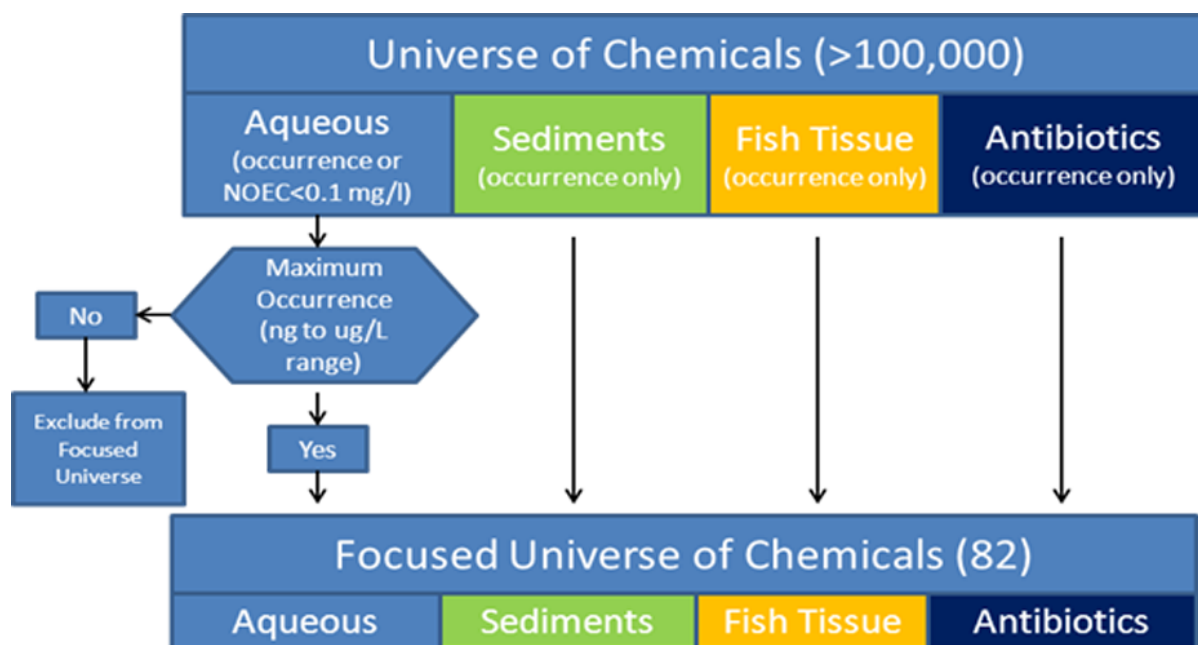 Universe of Chemicals (>100,000)
Aqueous
(occurrence or
NOEC<0.1 mg/l)
Sediments
(occurrence only)
Fish Tissue
(occurrence only)
Antibiotics
(occurrence only)
Maximum
Occurrence
(ng to ug/L
range)
No
Exclude from
Focused
Universe
Yes
Focused Universe of Chemicals (82)
Aqueous
Sediments
Fish Tissue
Antibiotics